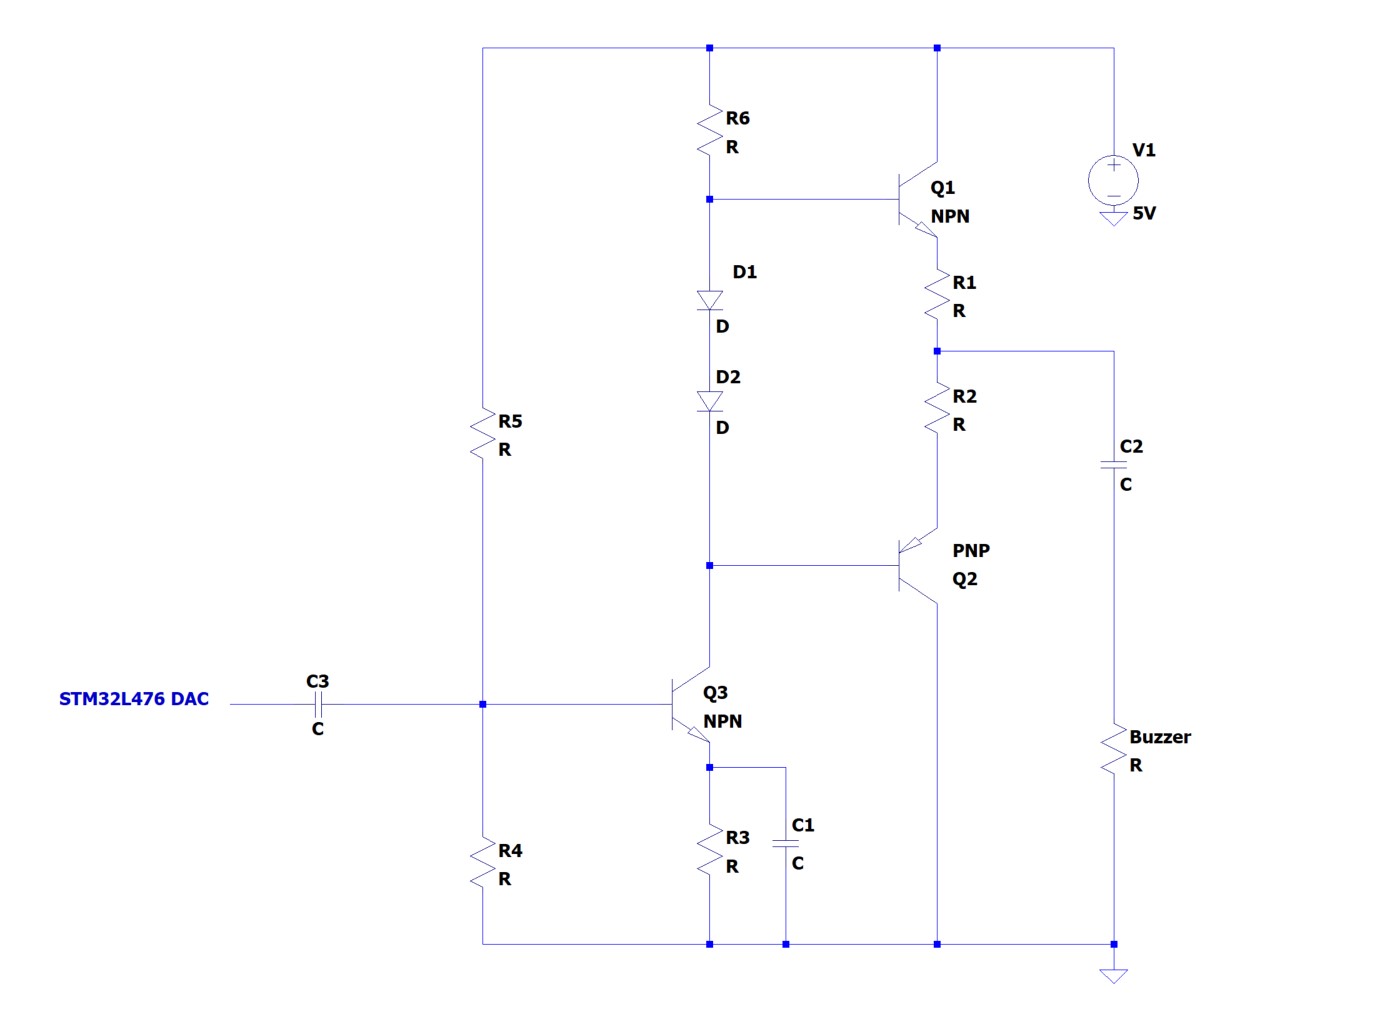 R6
R
V1
+
−
5V
Q1
NPN
D1
D
R1
R
D2
D
R2
R
R5
R
C2
C
PNP
Q2
STM32L476 DAC
C3
C
Q3
NPN
Buzzer
R
R4
R
R3
R
C1
C